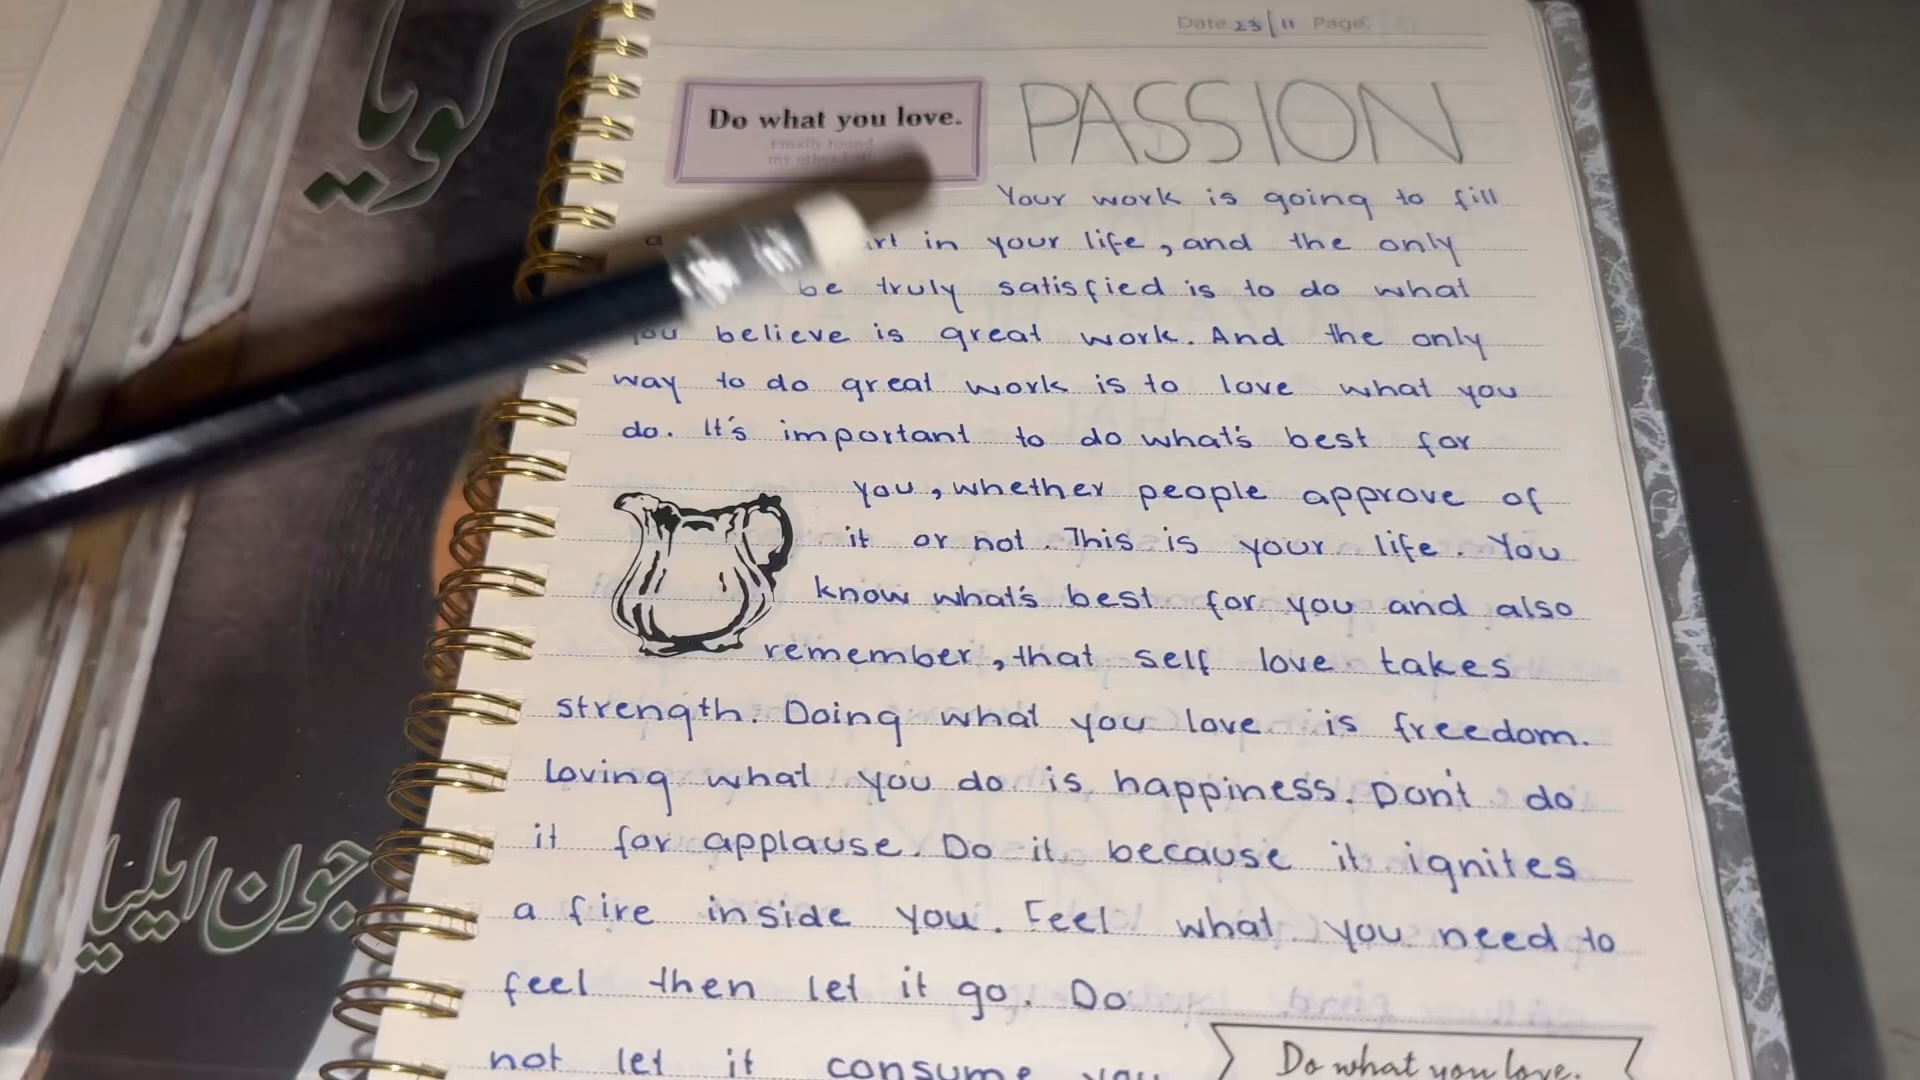 گویا
جون ایلیا
Date 23/11 Page.
Do what you love.
Finally found
PASSION
Your work is going to fill
a in your life, and the only
be truly satisfied is to do what
you believe is great work. And the only
way to do great work is to love what you
do. It's important to do what's best for
you, whether people approve of
it or not. This is your life. You
know what's best for you and also
remember, that self love takes
strength. Doing what you love is freedom.
Loving what you do is happiness. Don't do
it for applause. Do it because it ignites
a fire inside you. Feel what you need to
feel then let it go. Do
not let it consume you
Do what you love.